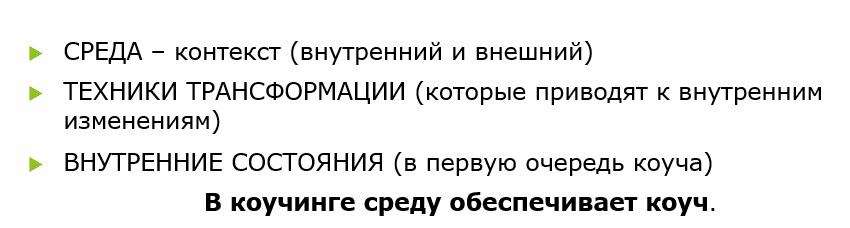 СРЕДА – контекст (внутренний и внешний)
ТЕХНИКИ ТРАНСФОРМАЦИИ (которые приводят к внутренним
изменениям)
ВНУТРЕННИЕ СОСТОЯНИЯ (в первую очередь коуча)
В коучинге среду обеспечивает коуч.